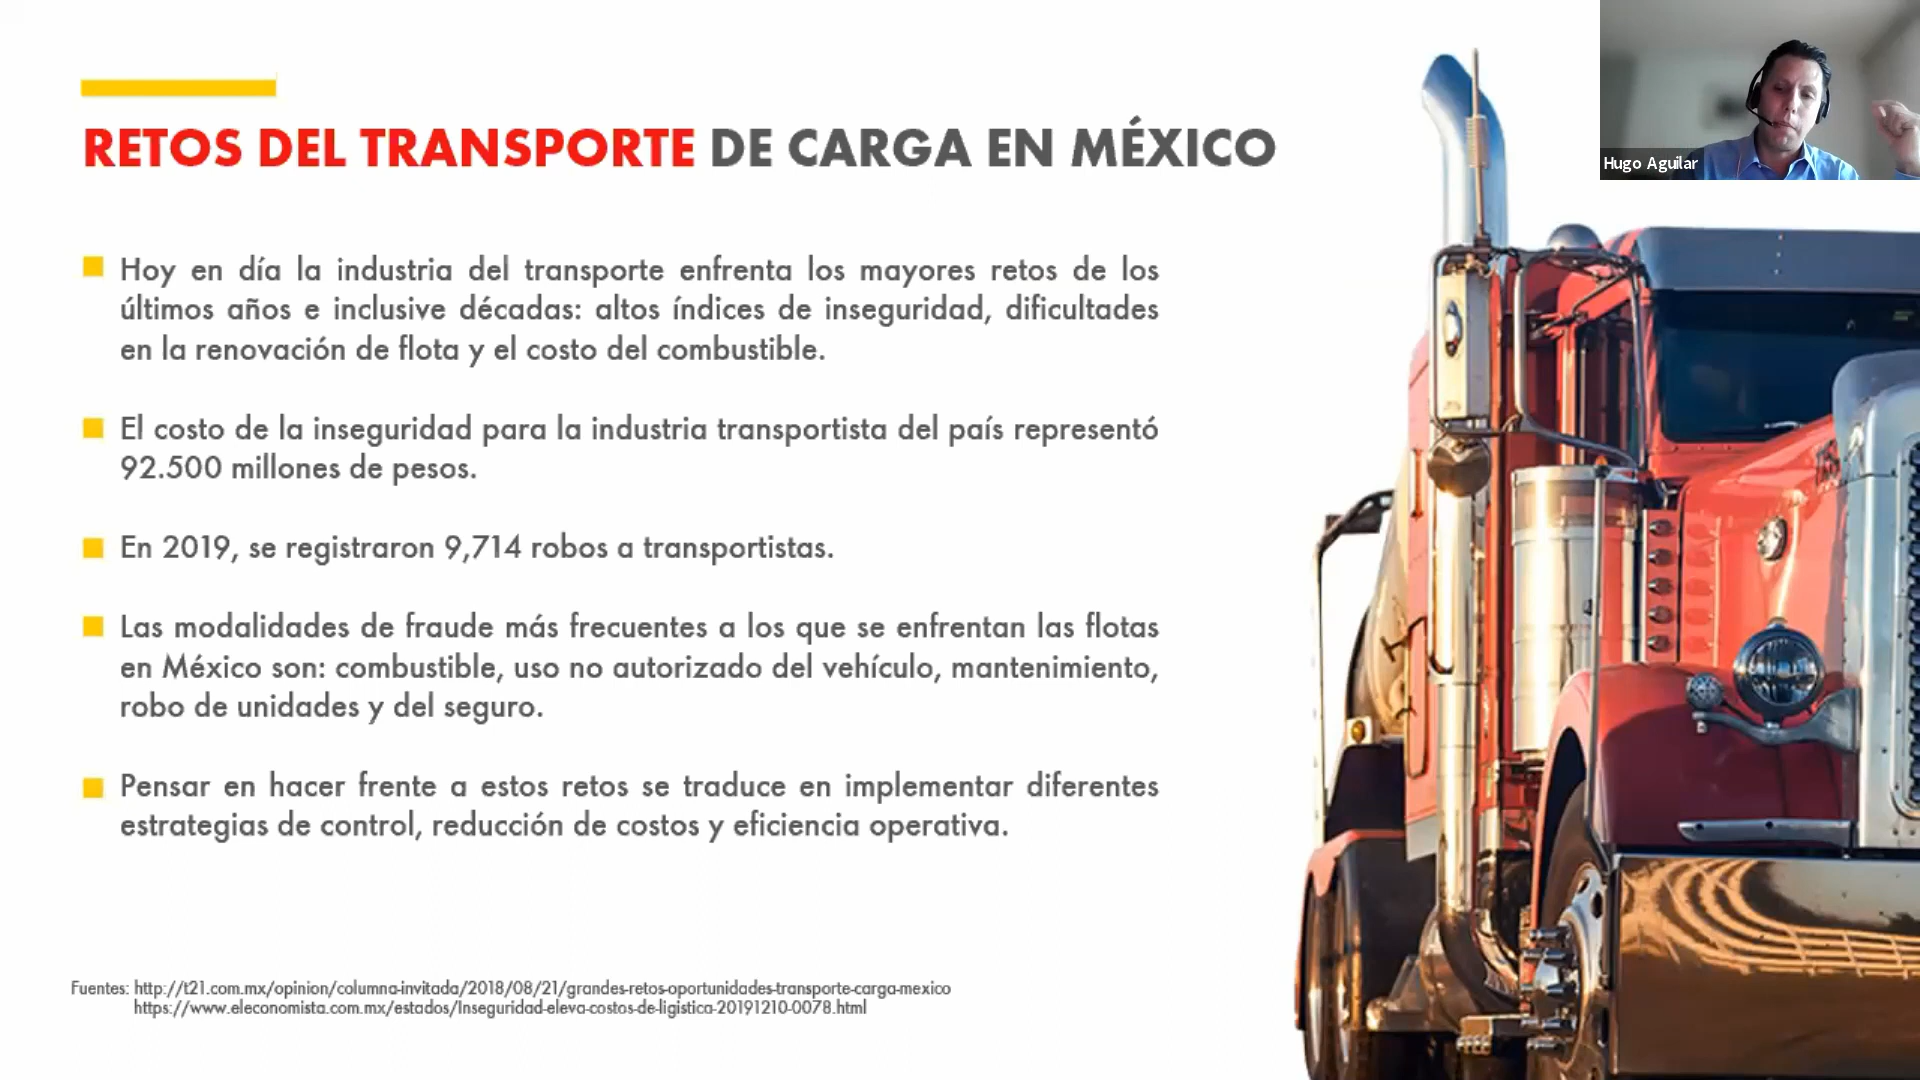 RETOS DEL TRANSPORTE DE CARGA EN MÉXICO
Hugo Aguilar
Hoy en día la industria del transporte enfrenta los mayores retos de los
últimos años e inclusive décadas: altos índices de inseguridad, dificultades
en la renovación de flota y el costo del combustible.
El costo de la inseguridad para la industria transportista del país representó
92.500 millones de pesos.
En 2019, se registraron 9,714 robos a transportistas.
Las modalidades de fraude más frecuentes a los que se enfrentan las flotas
en México son: combustible, uso no autorizado del vehículo, mantenimiento,
robo de unidades y del seguro.
Pensar en hacer frente a estos retos se traduce en implementar diferentes
estrategias de control, reducción de costos y eficiencia operativa.
Fuentes: http://t21.com.mx/opinion/columna-invitada/2018/08/21/grandes-retos-oportunidades-transporte-carga-mexico
https://www.eleconomista.com.mx/estados/Inseguridad-eleva-costos-de-ligistica-20191210-0078.html